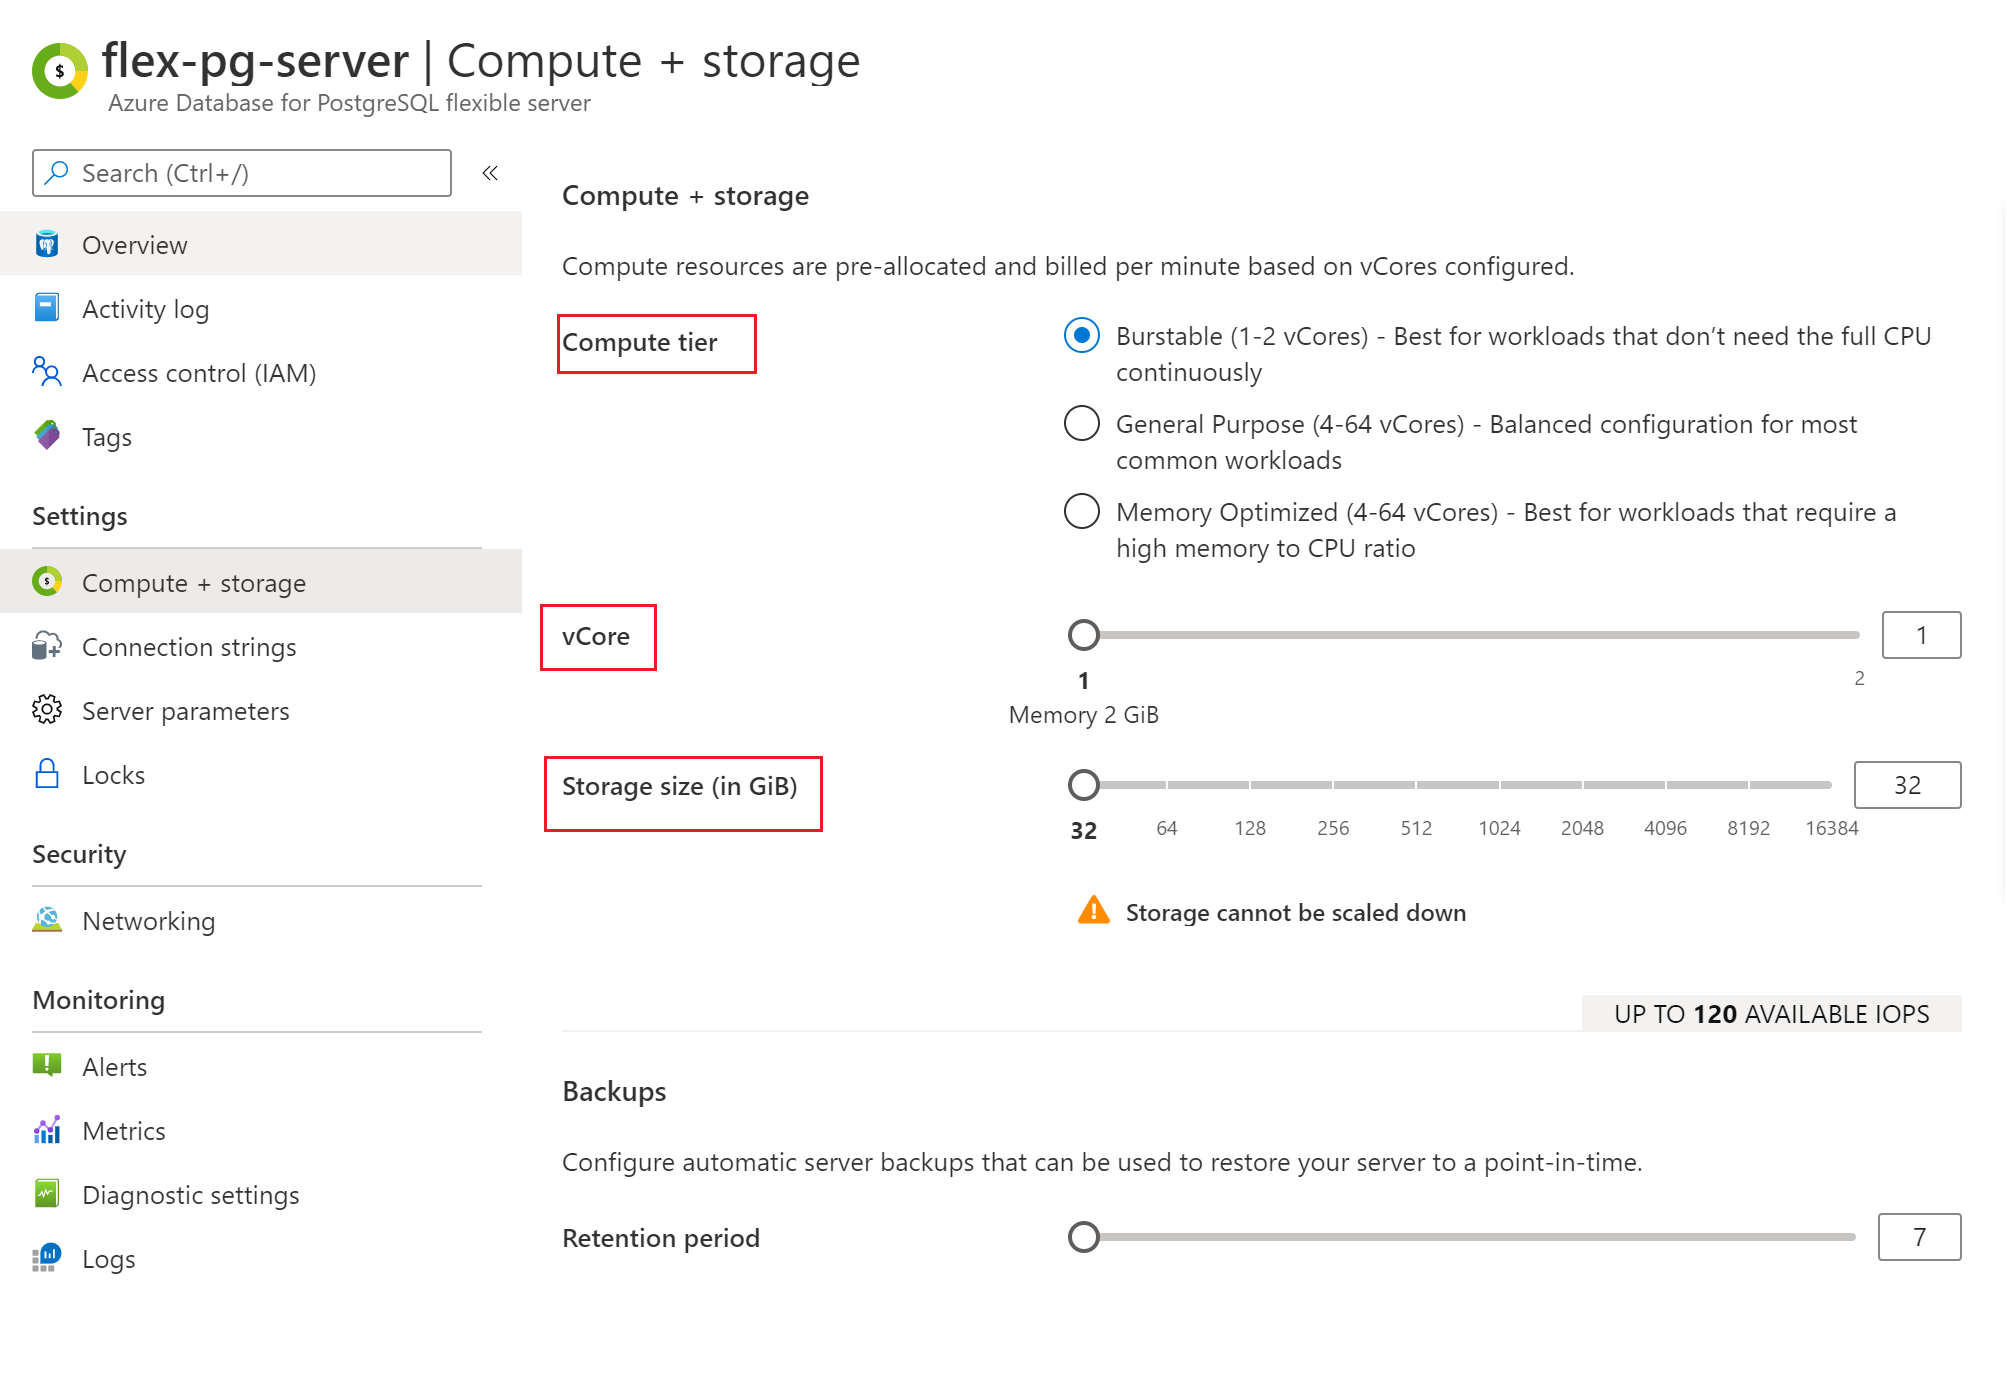 flex-pg-server | Compute + storage
Azure Database for PostgreSQL flexible server
Search (Ctrl+/)
«
Overview
Activity log
Access control (IAM)
Tags
Settings
Compute + storage
Connection strings
Server parameters
Locks
Security
Networking
Monitoring
Alerts
Metrics
Diagnostic settings
Logs
Compute + storage
Compute resources are pre-allocated and billed per minute based on vCores configured.
Compute tier
Burstable (1-2 vCores) - Best for workloads that don’t need the full CPU
continuously
General Purpose (4-64 vCores) - Balanced configuration for most
common workloads
Memory Optimized (4-64 vCores) - Best for workloads that require a
high memory to CPU ratio
vCore
1
1 2
Memory 2 GiB
Storage size (in GiB)
32
32 64 128 256 512 1024 2048 4096 8192 16384
Storage cannot be scaled down
UP TO 120 AVAILABLE IOPS
Backups
Configure automatic server backups that can be used to restore your server to a point-in-time.
Retention period
7